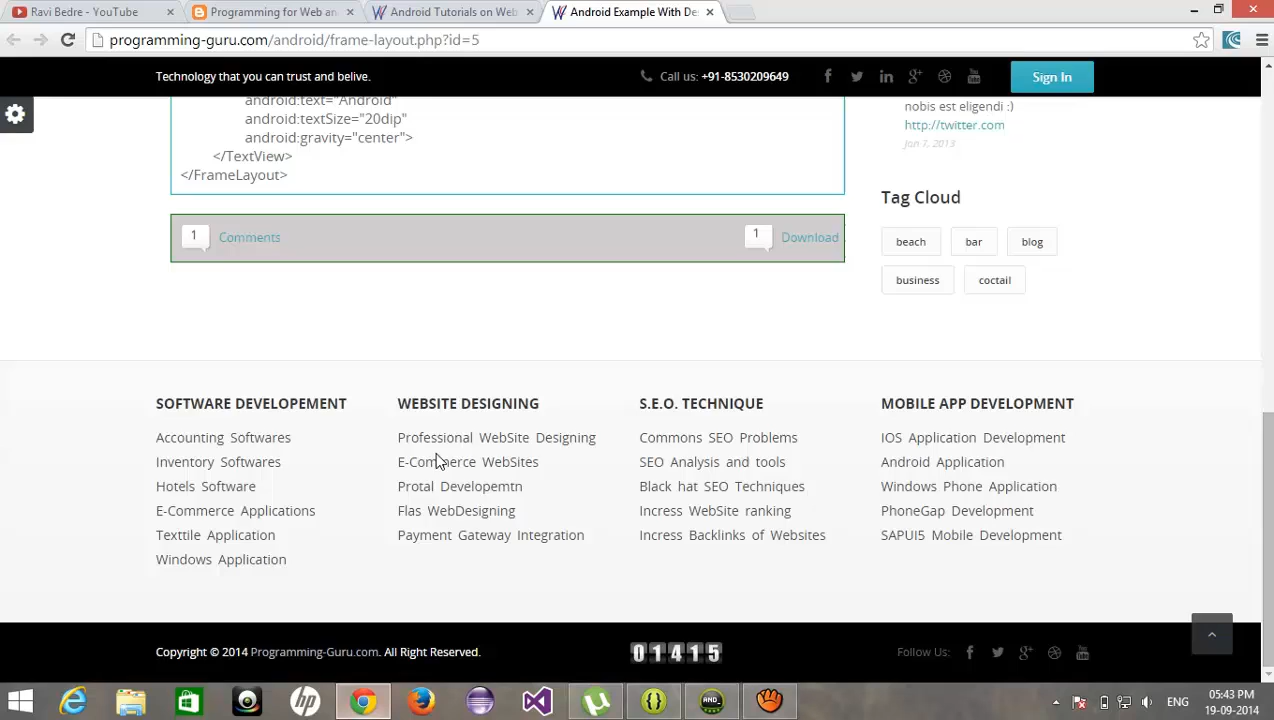 Ravi Bedre - YouTube
Programming for Web an
Android Tutorials on Web
Android Example With De
programming-guru.com/android/frame-layout.php?id=5
Technology that you can trust and belive.
Call us: +91-8530209649
Sign In
android:text="Android"
android:textSize="20dip"
android:gravity="center">
</TextView>
</FrameLayout>
1 Comments
1 Download
nobis est eligendi :)
http://twitter.com
Jan 7, 2013
Tag Cloud
beach bar blog
business coctail
SOFTWARE DEVELOPEMENT
Accounting Softwares
Inventory Softwares
Hotels Software
E-Commerce Applications
Texttile Application
Windows Application
WEBSITE DESIGNING
Professional WebSite Designing
E-Commerce WebSites
Protal Developemtn
Flas WebDesigning
Payment Gateway Integration
S.E.O. TECHNIQUE
Commons SEO Problems
SEO Analysis and tools
Black hat SEO Techniques
Incress WebSite ranking
Incress Backlinks of Websites
MOBILE APP DEVELOPMENT
IOS Application Development
Android Application
Windows Phone Application
PhoneGap Development
SAPUI5 Mobile Development
Copyright © 2014 Programming-Guru.com. All Right Reserved.
01415
Follow Us:
ENG
05:43 PM
19-09-2014